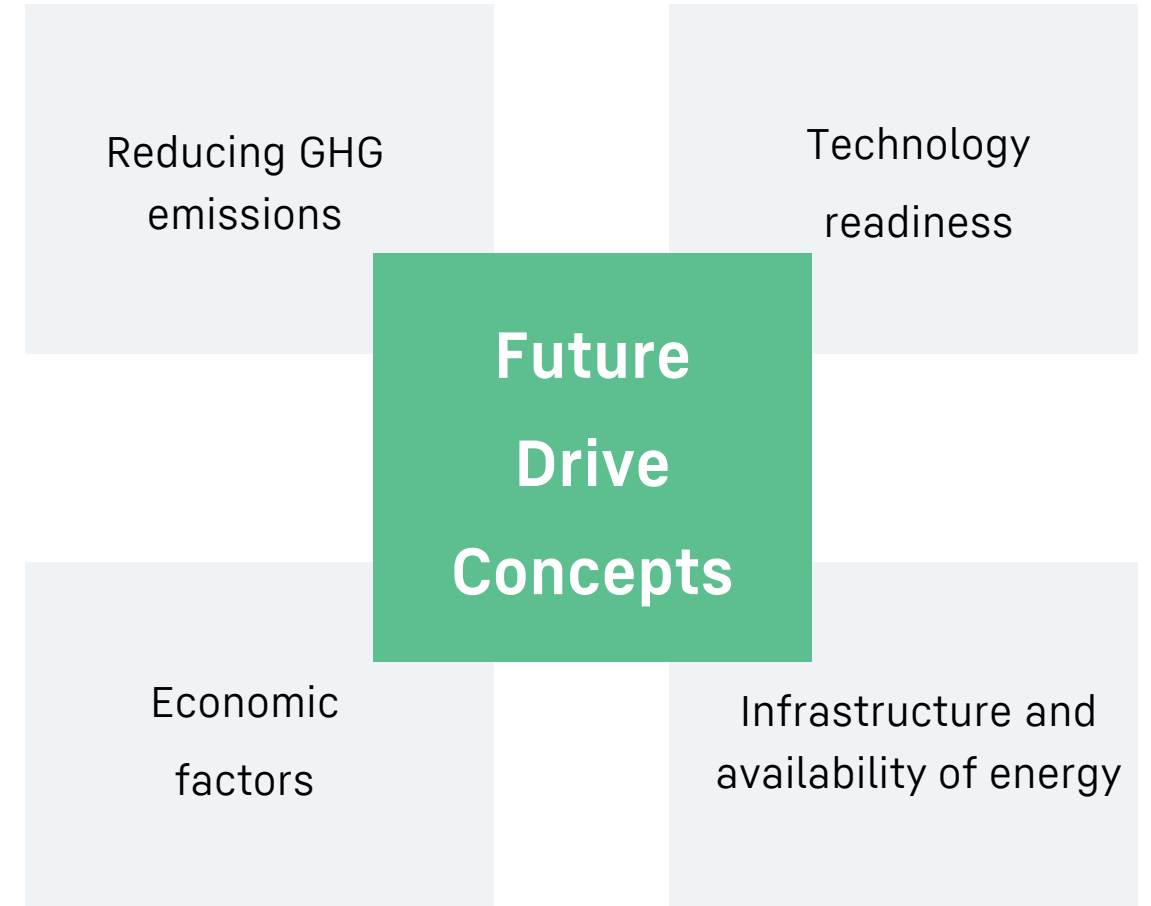 Reducing GHG
emissions
Technology
readiness
Future
Drive
Concepts
Economic
factors
Infrastructure and
availability of energy